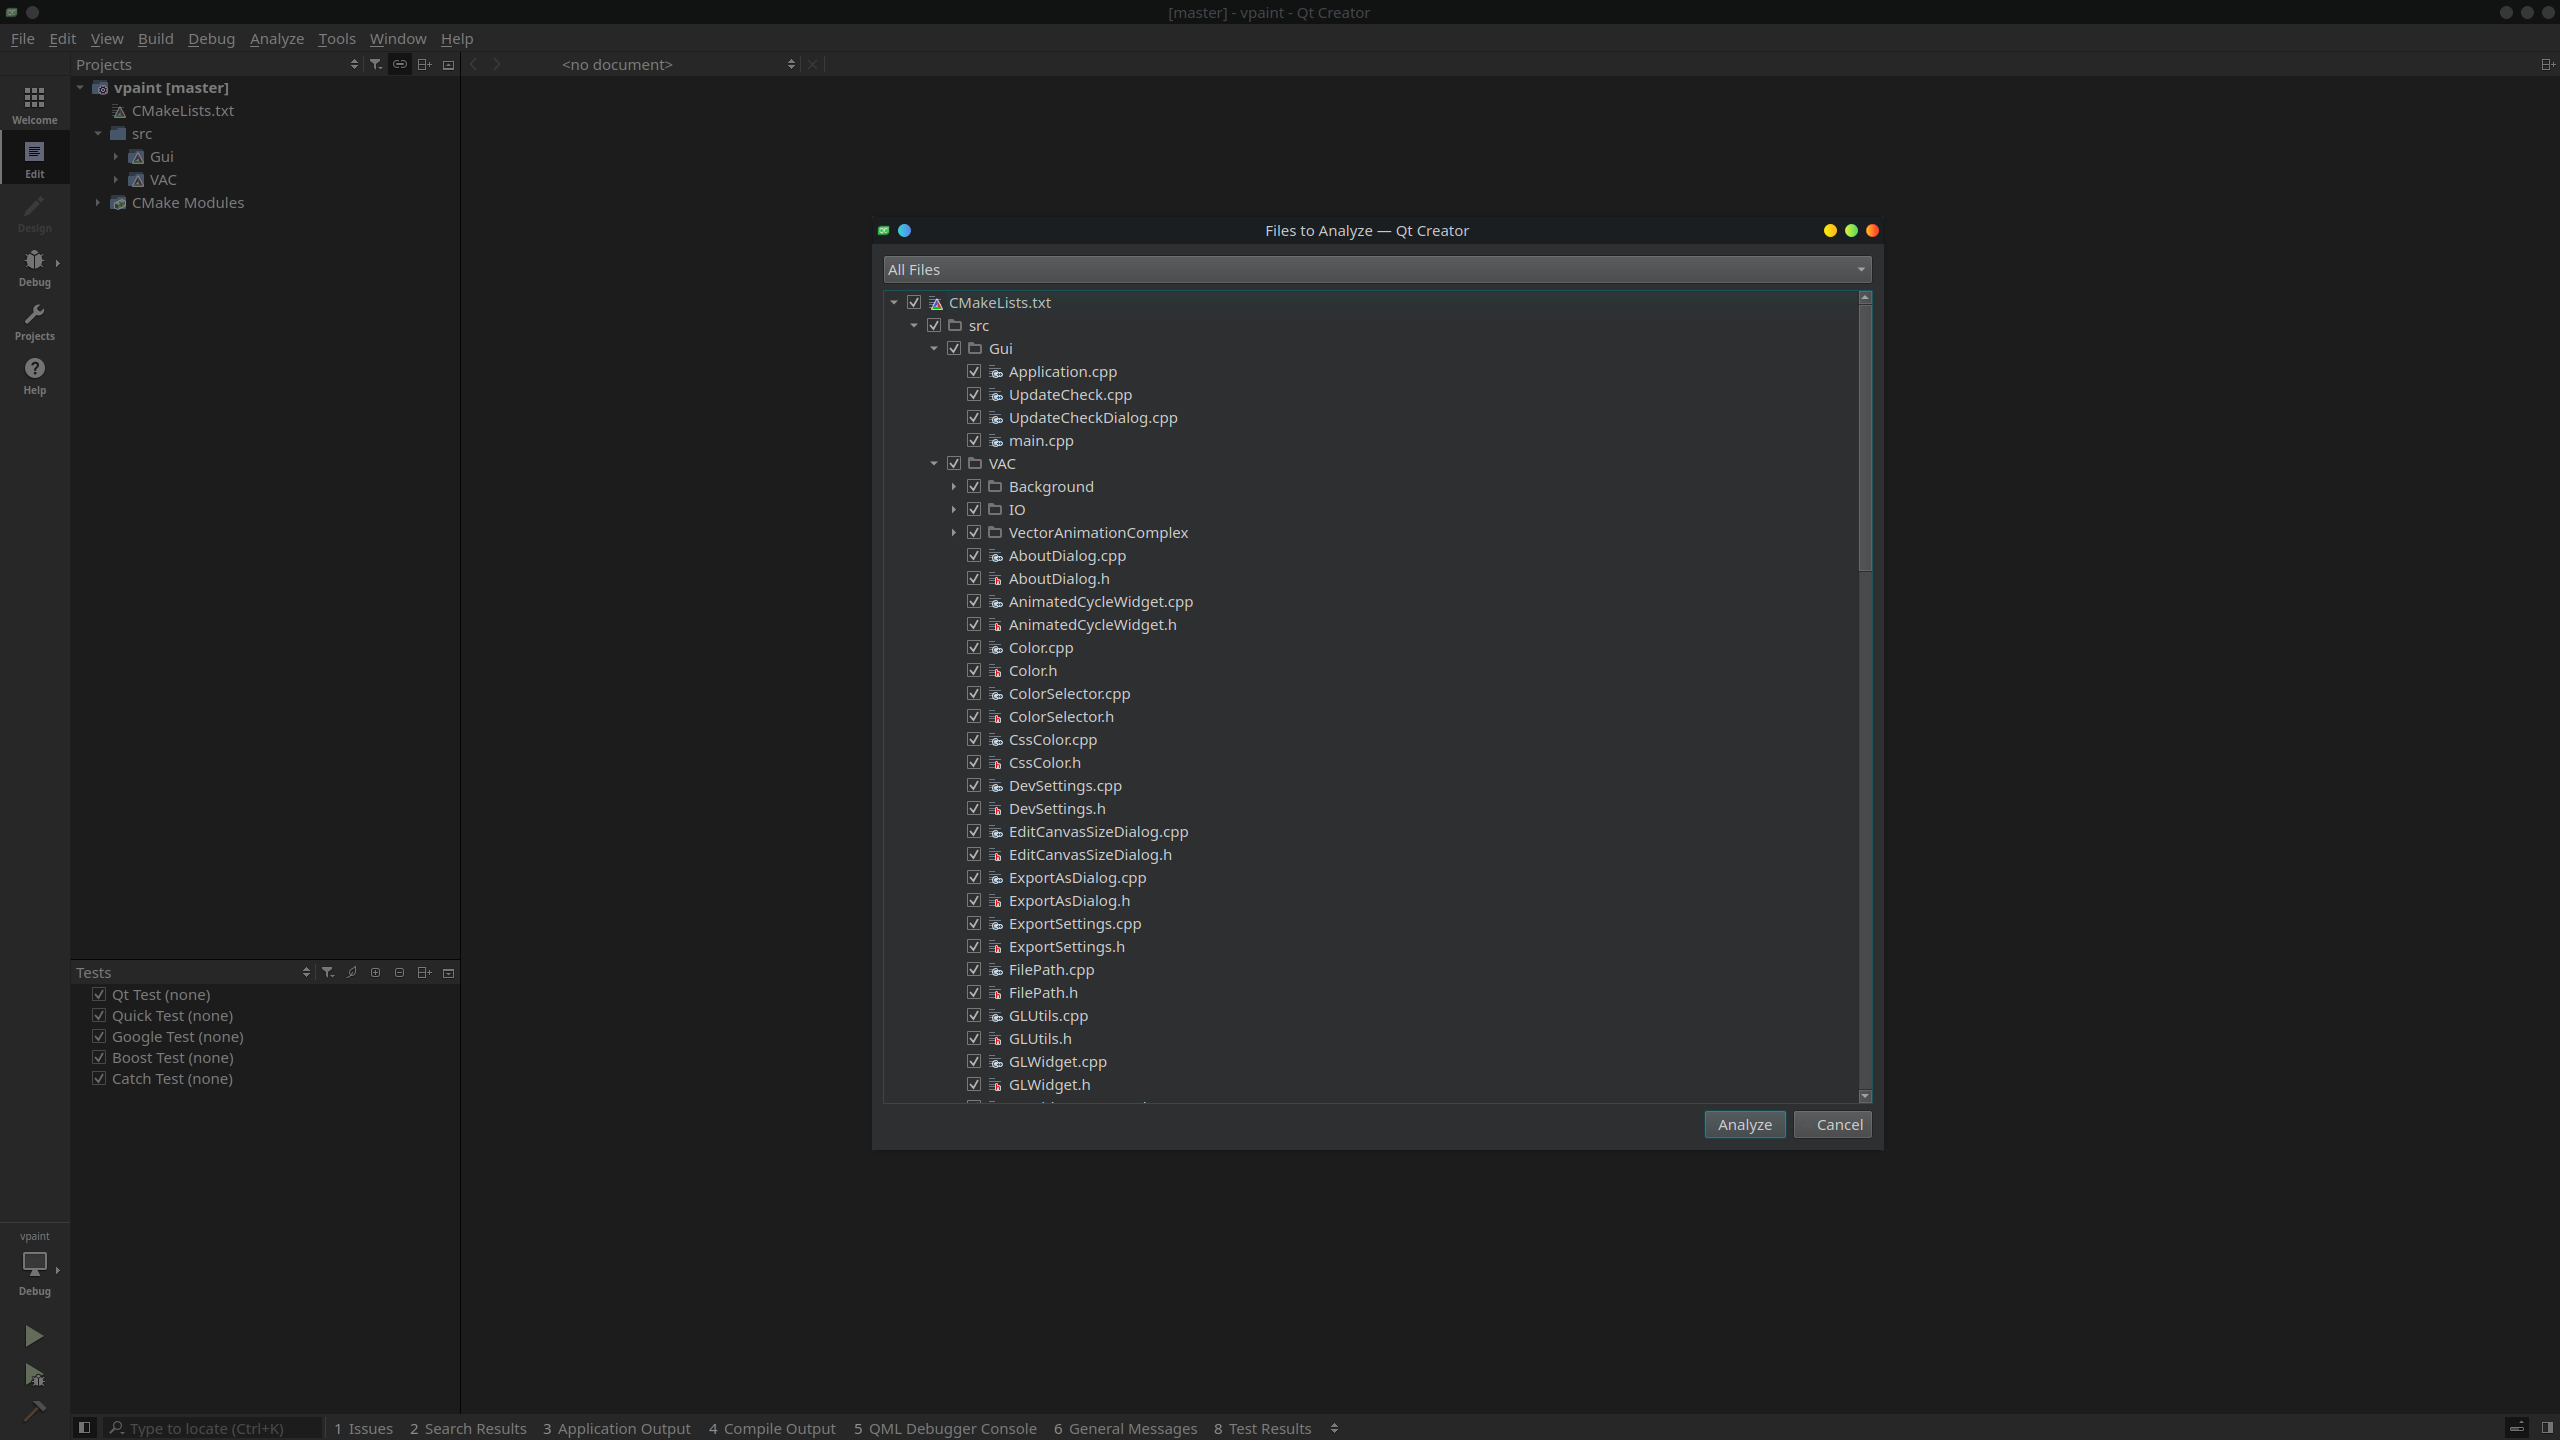 [master] - vpaint - Qt Creator
File Edit View Build Debug Analyze Tools Window Help
Projects
<no document>
vpaint [master]
CMakeLists.txt
src
Gui
VAC
CMake Modules
Welcome
Edit
Design
Debug
Projects
Help
Files to Analyze — Qt Creator
All Files
CMakeLists.txt
src
Gui
Application.cpp
UpdateCheck.cpp
UpdateCheckDialog.cpp
main.cpp
VAC
Background
IO
VectorAnimationComplex
AboutDialog.cpp
AboutDialog.h
AnimatedCycleWidget.cpp
AnimatedCycleWidget.h
Color.cpp
Color.h
ColorSelector.cpp
ColorSelector.h
CssColor.cpp
CssColor.h
DevSettings.cpp
DevSettings.h
EditCanvasSizeDialog.cpp
EditCanvasSizeDialog.h
ExportAsDialog.cpp
ExportAsDialog.h
ExportSettings.cpp
ExportSettings.h
FilePath.cpp
FilePath.h
GLUtils.cpp
GLUtils.h
GLWidget.cpp
GLWidget.h
Analyze Cancel
Tests
Qt Test (none)
Quick Test (none)
Google Test (none)
Boost Test (none)
Catch Test (none)
vpaint
Debug
Type to locate (Ctrl+K) 1 Issues 2 Search Results 3 Application Output 4 Compile Output 5 QML Debugger Console 6 General Messages 8 Test Results